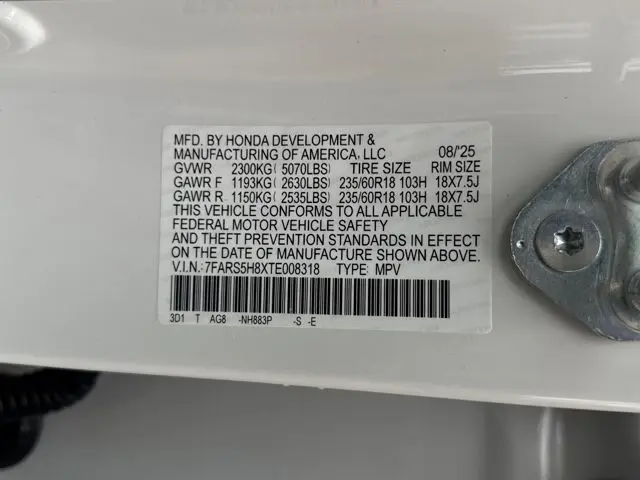 MFD. BY HONDA DEVELOPMENT &
MANUFACTURING OF AMERICA, LLC 08/'25
GVWR 2300KG( 5070LBS) TIRE SIZE RIM SIZE
GAWR F 1193KG( 2630LBS) 235/60R18 103H 18X7.5J
GAWR R 1150KG( 2535LBS) 235/60R18 103H 18X7.5J
THIS VEHICLE CONFORMS TO ALL APPLICABLE
FEDERAL MOTOR VEHICLE SAFETY
AND THEFT PREVENTION STANDARDS IN EFFECT
ON THE DATE OF MANUFACTURE SHOWN ABOVE.
V.I.N.: 7FARS5H8XTE008318 TYPE: MPV
3D1 T AG8 -NH883P -S -E